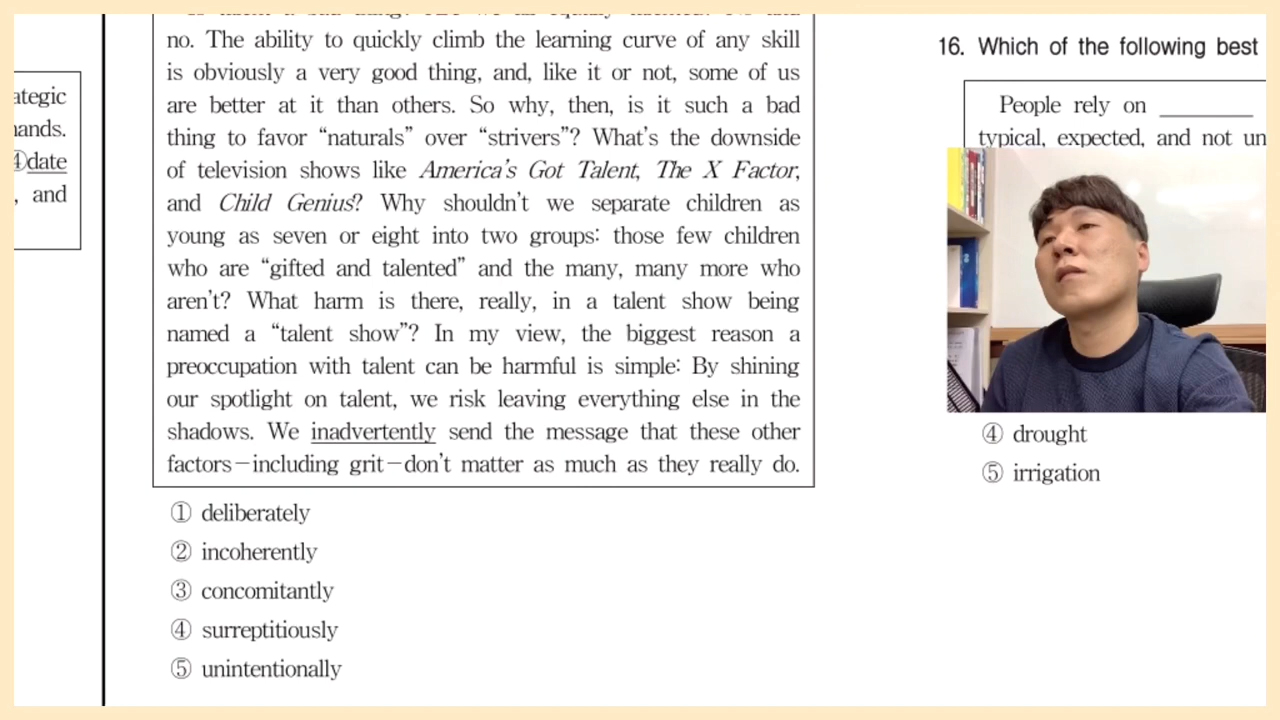 ategic
ands.
④date
, and
no. The ability to quickly climb the learning curve of any skill
is obviously a very good thing, and, like it or not, some of us
are better at it than others. So why, then, is it such a bad
thing to favor “naturals” over “strivers”? What's the downside
of television shows like America's Got Talent, The X Factor,
and Child Genius? Why shouldn't we separate children as
young as seven or eight into two groups: those few children
who are “gifted and talented” and the many, many more who
aren't? What harm is there, really, in a talent show being
named a “talent show”? In my view, the biggest reason a
preoccupation with talent can be harmful is simple: By shining
our spotlight on talent, we risk leaving everything else in the
shadows. We inadvertently send the message that these other
factors－including grit－don't matter as much as they really do.
① deliberately
② incoherently
③ concomitantly
④ surreptitiously
⑤ unintentionally
16. Which of the following best
People rely on ________
typical, expected, and not un
④ drought
⑤ irrigation